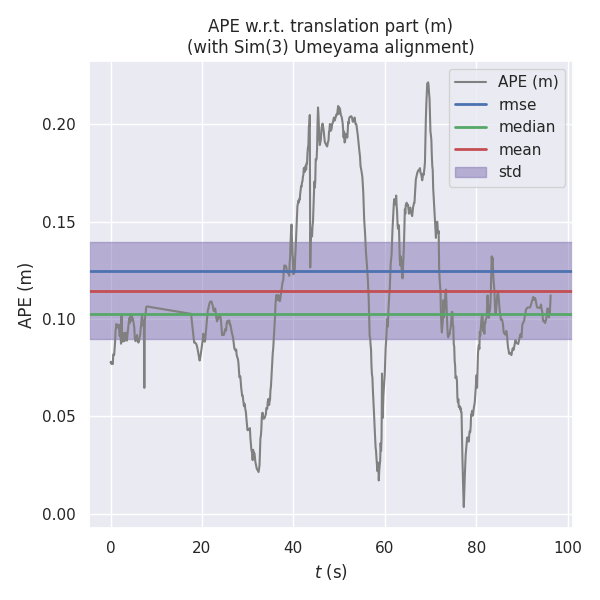 APE w.r.t. translation part (m)
(with Sim(3) Umeyama alignment)
APE (m)
rmse
median
mean
std
APE (m)
0.20
0.15
0.10
0.05
0.00
0 20 40 60 80 100
t (s)